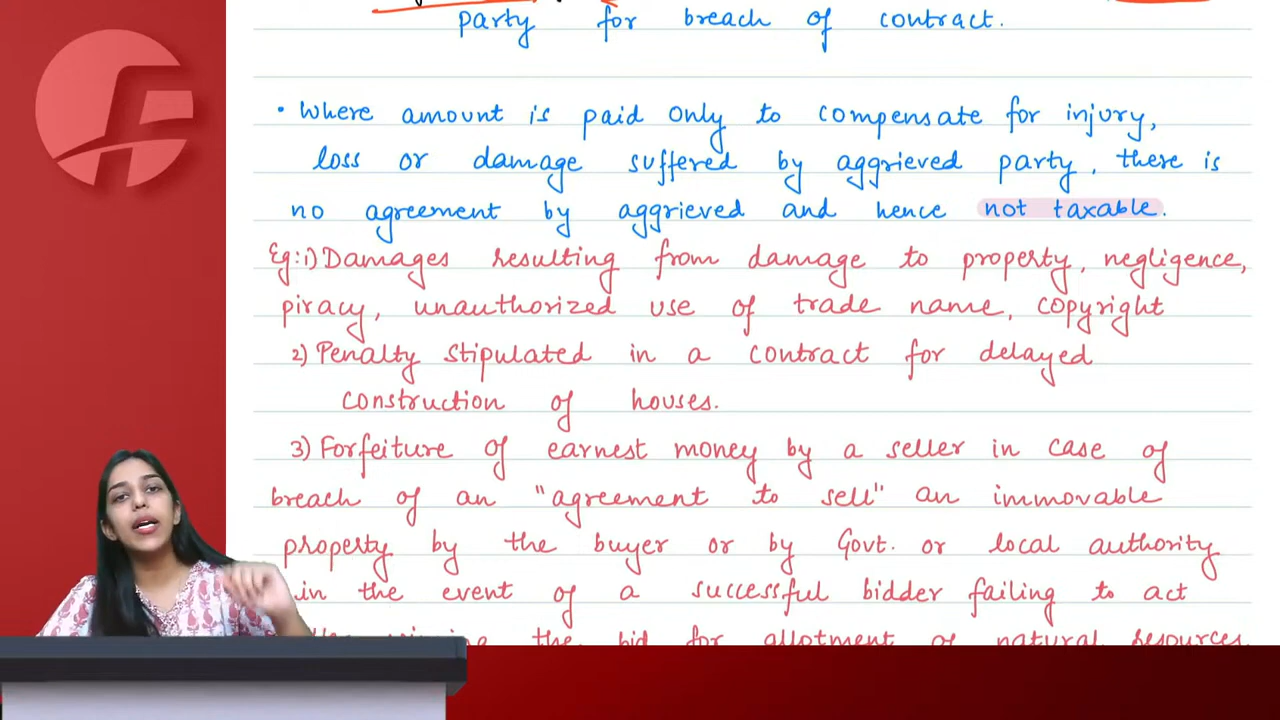 party for breach of contract.
• Where amount is paid only to compensate for injury,
loss or damage suffered by aggrieved party, there is
no agreement by aggrieved and hence not taxable.
Eg:1) Damages resulting from damage to property, negligence,
piracy, unauthorized use of trade name, copyright
2) Penalty stipulated in a contract for delayed
construction of houses.
3) Forfeiture of earnest money by a seller in case of
breach of an "agreement to sell" an immovable
property by the buyer or by Govt. or local authority
in the event of a successful bidder failing to act
the bid for allotment of natural resources.